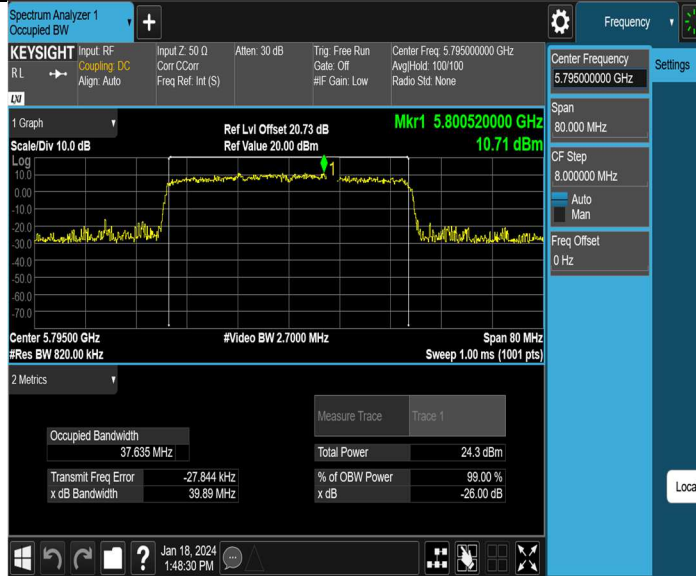 Spectrum Analyzer 1
Occupied BW
+
Frequency
KEYSIGHT
RL
LXI
Input: RF
Coupling: DC
Align: Auto
Input Z: 50 Ω
Corr CCorr
Freq Ref: Int (S)
Atten: 30 dB
Trig: Free Run
Gate: Off
#IF Gain: Low
Center Freq: 5.795000000 GHz
Avg|Hold: 100/100
Radio Std: None
Center Frequency
5.795000000 GHz
Settings
Span
80.000 MHz
CF Step
8.000000 MHz
Auto
Man
Freq Offset
0 Hz
1 Graph
Scale/Div 10.0 dB
Ref Lvl Offset 20.73 dB
Ref Value 20.00 dBm
Mkr1 5.800520000 GHz
10.71 dBm
Log
10.0
0.00
-10.0
-20.0
-30.0
-40.0
-50.0
-60.0
-70.0
1
Center 5.79500 GHz
#Res BW 820.00 kHz
#Video BW 2.7000 MHz
Span 80 MHz
Sweep 1.00 ms (1001 pts)
2 Metrics
Measure Trace
Trace 1
Occupied Bandwidth
37.635 MHz
Total Power
24.3 dBm
Transmit Freq Error
-27.844 kHz
% of OBW Power
99.00 %
x dB Bandwidth
39.89 MHz
x dB
-26.00 dB
Loca
?
Jan 18, 2024
1:48:30 PM